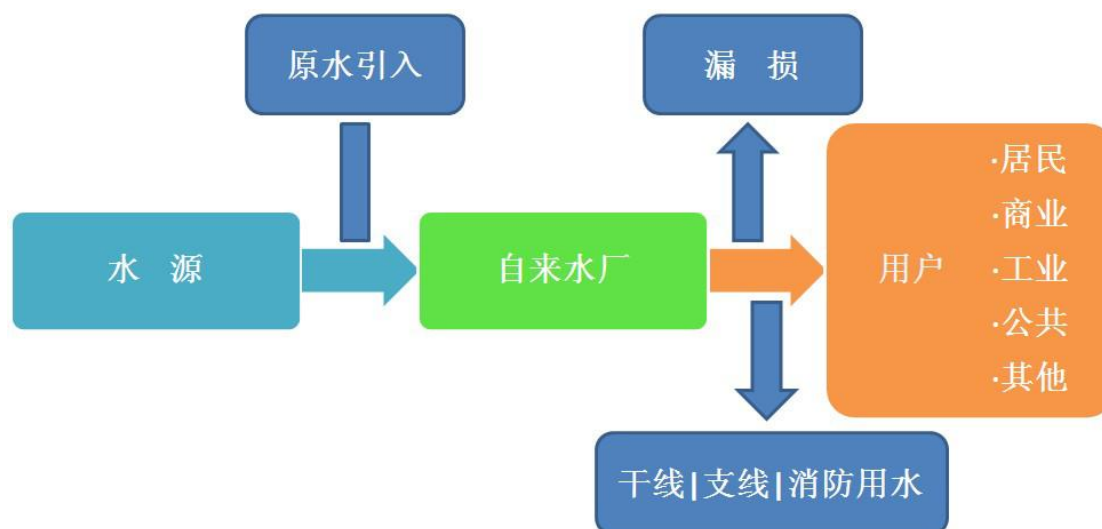 原水引入
漏 损
水 源
自来水厂
用户
·居民
·商业
·工业
·公共
·其他
干线|支线|消防用水